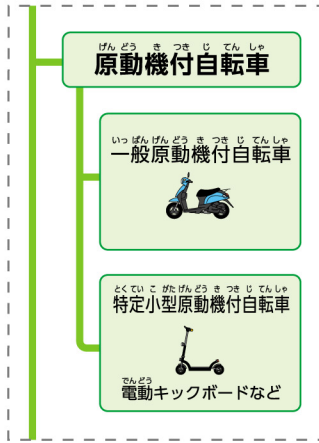 げんどうきつきじてんしゃ
原動機付自転車
いっぱんげんどうきつきじてんしゃ
一般原動機付自転車
とくていこがたげんどうきつきじてんしゃ
特定小型原動機付自転車
でんどう
電動キックボードなど